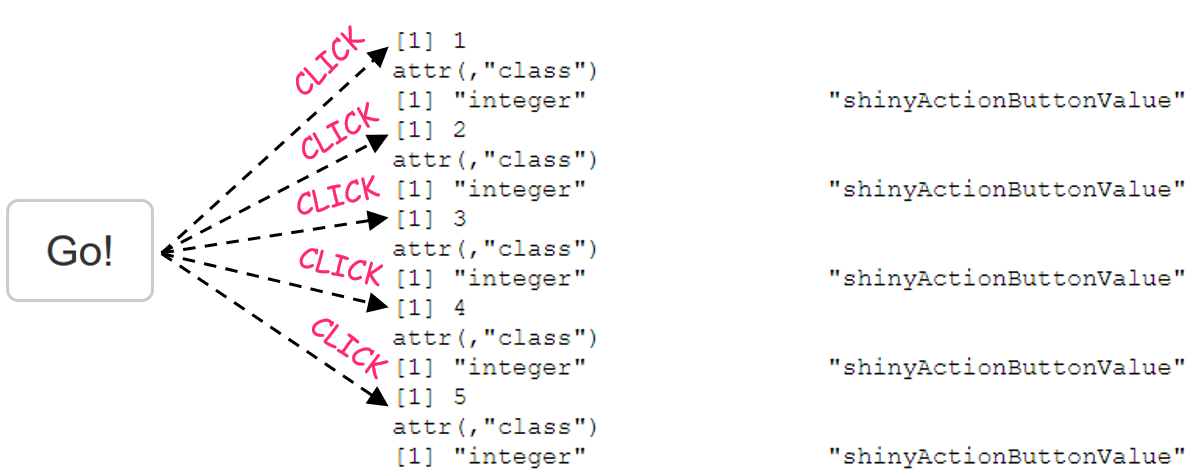 Go!
CLICK
[1] 1
attr(,"class")
[1] "integer" "shinyActionButtonValue"
CLICK
[1] 2
attr(,"class")
[1] "integer" "shinyActionButtonValue"
CLICK
[1] 3
attr(,"class")
[1] "integer" "shinyActionButtonValue"
CLICK
[1] 4
attr(,"class")
[1] "integer" "shinyActionButtonValue"
CLICK
[1] 5
attr(,"class")
[1] "integer" "shinyActionButtonValue"